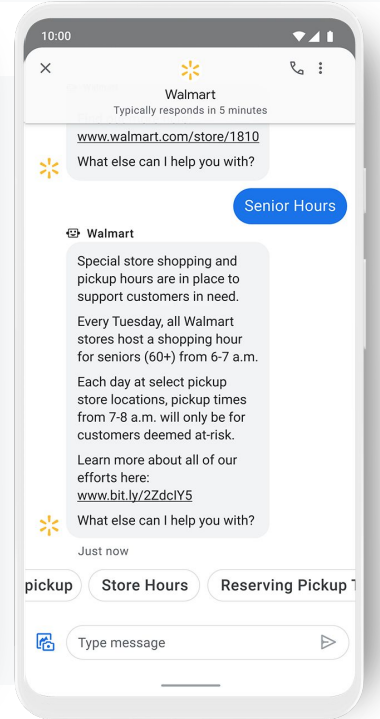 10:00
Walmart
Typically responds in 5 minutes
www.walmart.com/store/1810
What else can I help you with?
Senior Hours
Walmart
Special store shopping and
pickup hours are in place to
support customers in need.
Every Tuesday, all Walmart
stores host a shopping hour
for seniors (60+) from 6-7 a.m.
Each day at select pickup
store locations, pickup times
from 7-8 a.m. will only be for
customers deemed at-risk.
Learn more about all of our
efforts here:
www.bit.ly/2ZdcIY5
What else can I help you with?
Just now
pickup
Store Hours
Reserving Pickup T
Type message